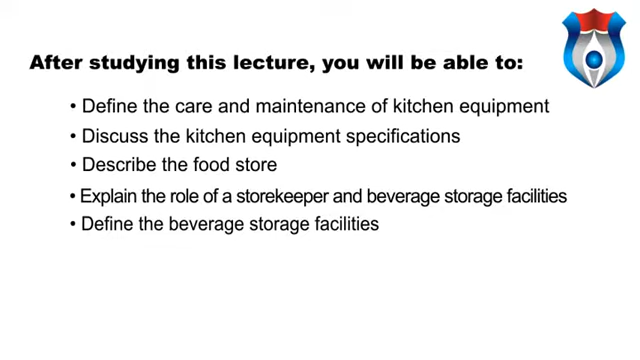 After studying this lecture, you will be able to:
• Define the care and maintenance of kitchen equipment
• Discuss the kitchen equipment specifications
• Describe the food store
• Explain the role of a storekeeper and beverage storage facilities
• Define the beverage storage facilities